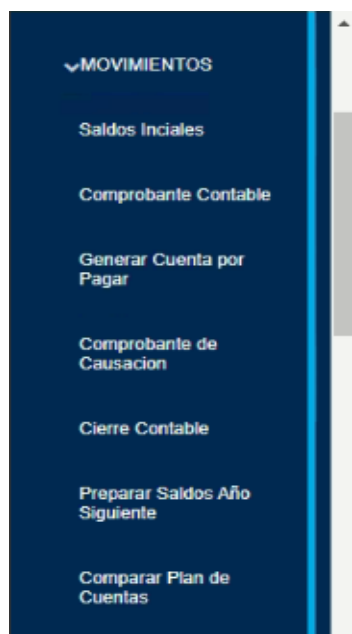 MOVIMIENTOS
Saldos Inciales
Comprobante Contable
Generar Cuenta por
Pagar
Comprobante de
Causacion
Cierre Contable
Preparar Saldos Año
Siguiente
Comparar Plan de
Cuentas